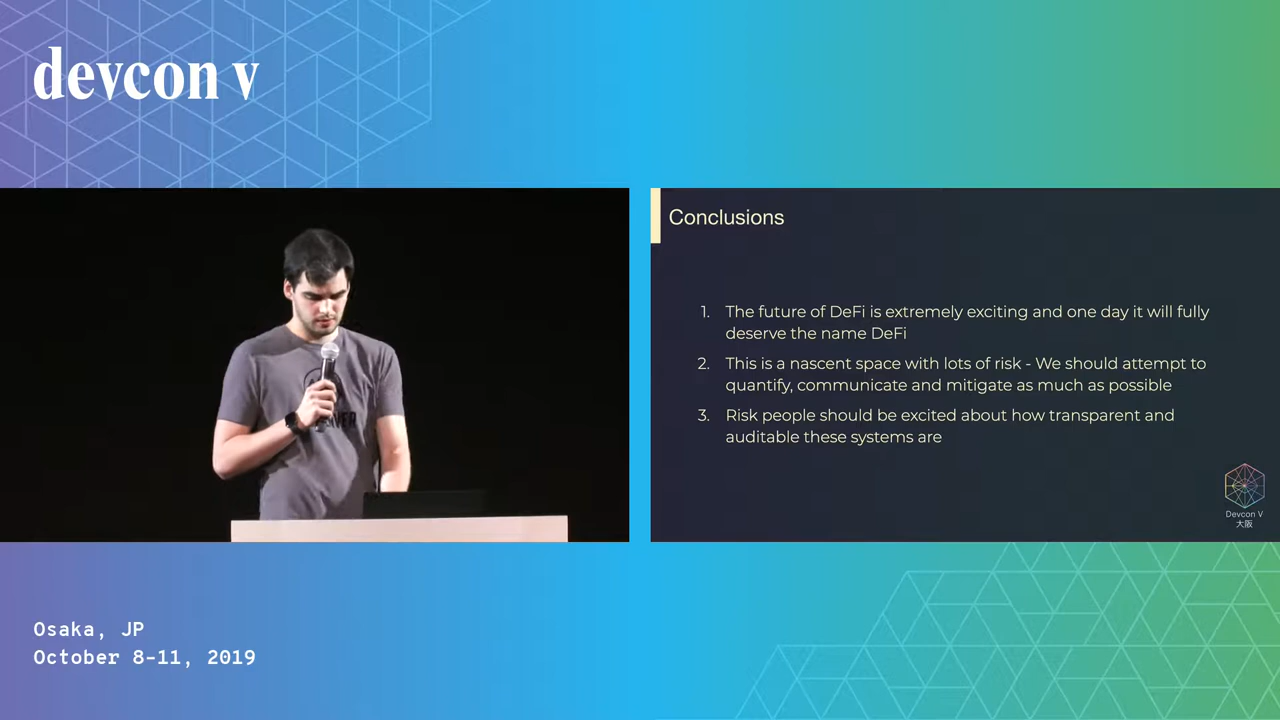 devcon v
Conclusions
1. The future of DeFi is extremely exciting and one day it will fully
deserve the name DeFi
2. This is a nascent space with lots of risk - We should attempt to
quantify, communicate and mitigate as much as possible
3. Risk people should be excited about how transparent and
auditable these systems are
Devcon V
大阪
Osaka, JP
October 8-11, 2019